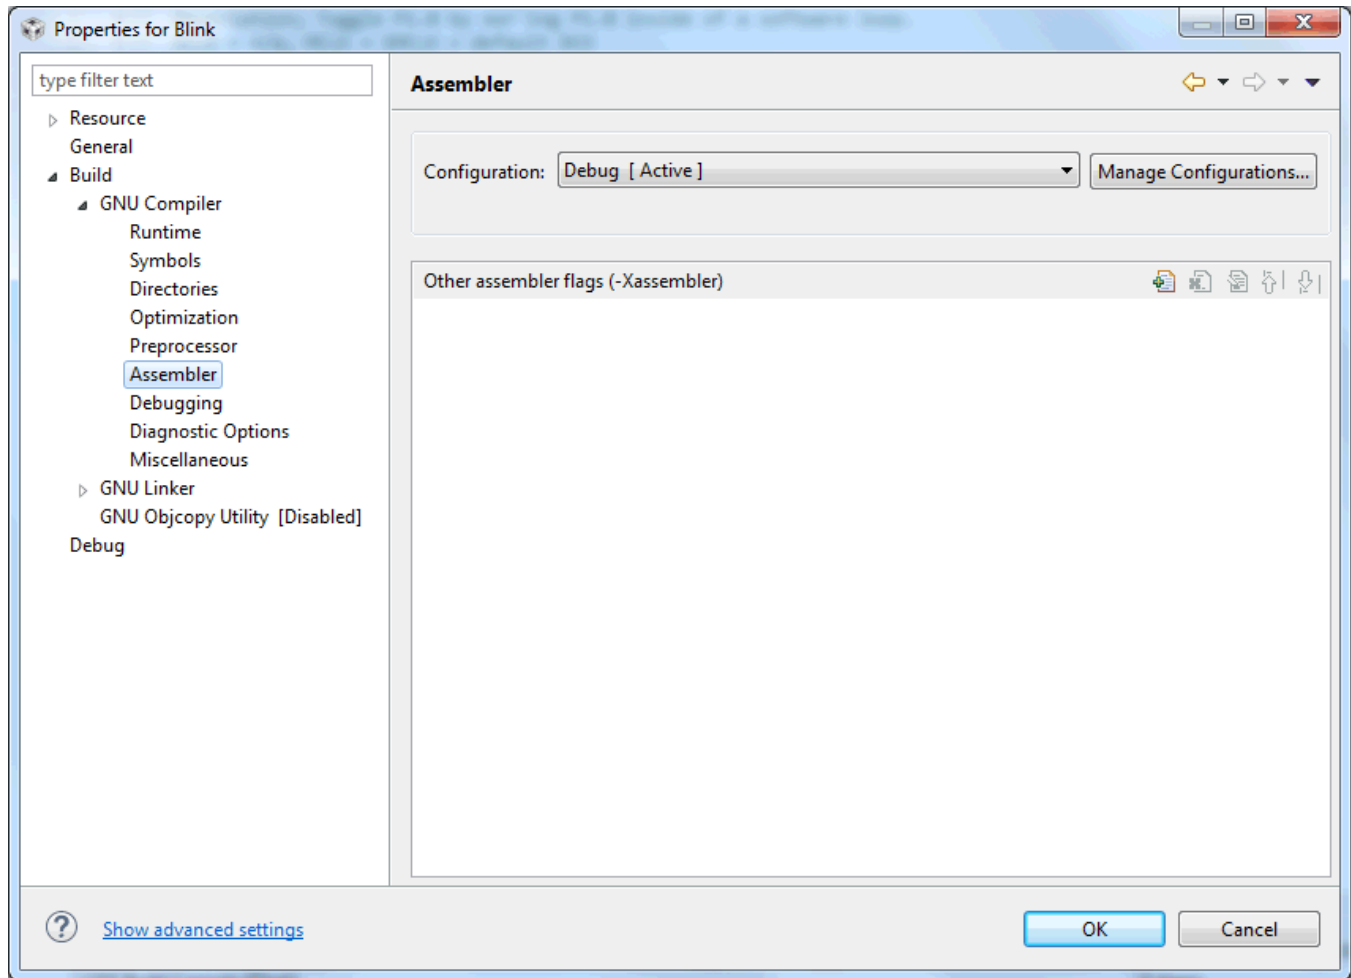 Properties for Blink
type filter text
Resource
General
Build
GNU Compiler
Runtime
Symbols
Directories
Optimization
Preprocessor
Assembler
Debugging
Diagnostic Options
Miscellaneous
GNU Linker
GNU Objcopy Utility [Disabled]
Debug
Assembler
Configuration:
Debug [ Active ]
Manage Configurations...
Other assembler flags (-Xassembler)
Show advanced settings
OK
Cancel